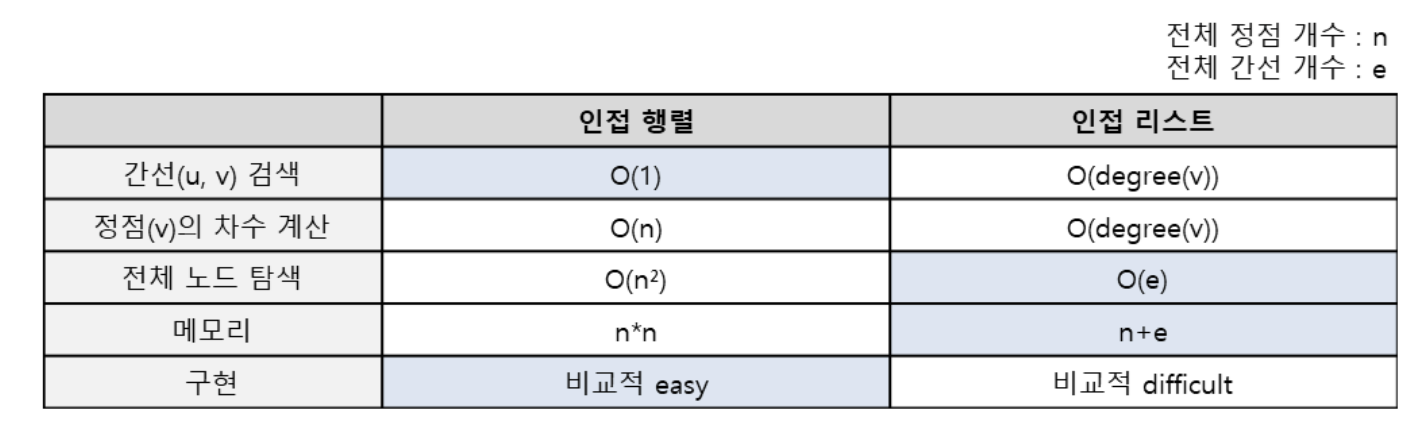 전체 정점 개수 : n
전체 간선 개수 : e
인접 행렬 인접 리스트
간선(u, v) 검색 O(1) O(degree(v))
정점(v)의 차수 계산 O(n) O(degree(v))
전체 노드 탐색 O(n²) O(e)
메모리 n*n n+e
구현 비교적 easy 비교적 difficult